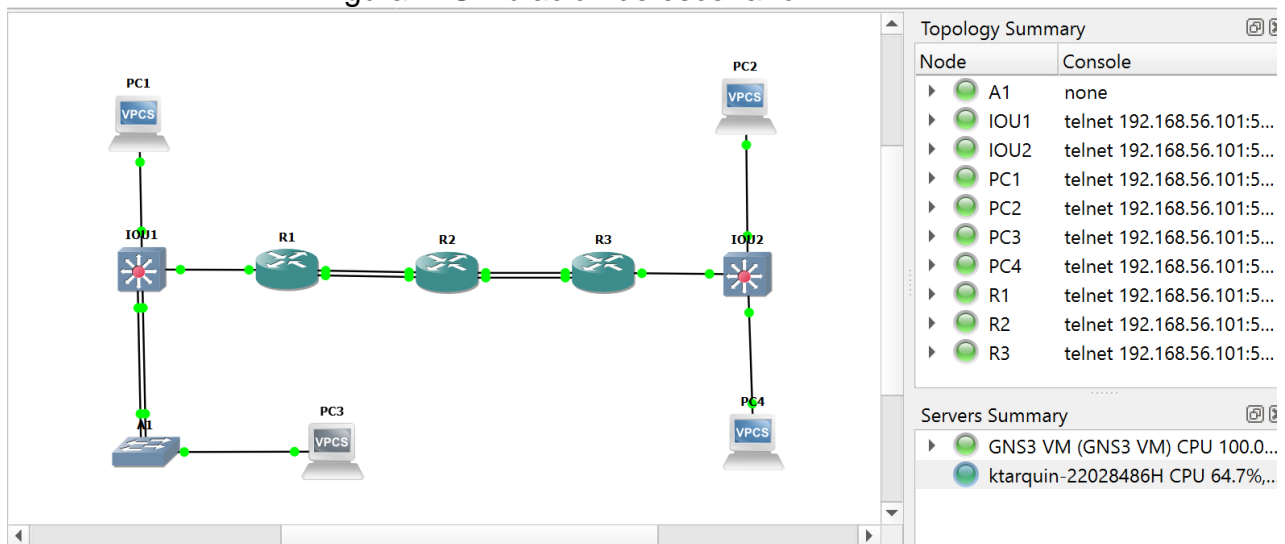 PC1
VPCS
PC2
VPCS
IOU1
R1
R2
R3
IOU2
A1
PC3
VPCS
PC4
VPCS
Topology Summary
Node Console
A1 none
IOU1 telnet 192.168.56.101:5...
IOU2 telnet 192.168.56.101:5...
PC1 telnet 192.168.56.101:5...
PC2 telnet 192.168.56.101:5...
PC3 telnet 192.168.56.101:5...
PC4 telnet 192.168.56.101:5...
R1 telnet 192.168.56.101:5...
R2 telnet 192.168.56.101:5...
R3 telnet 192.168.56.101:5...
Servers Summary
GNS3 VM (GNS3 VM) CPU 100.0...
ktarquin-22028486H CPU 64.7%,...